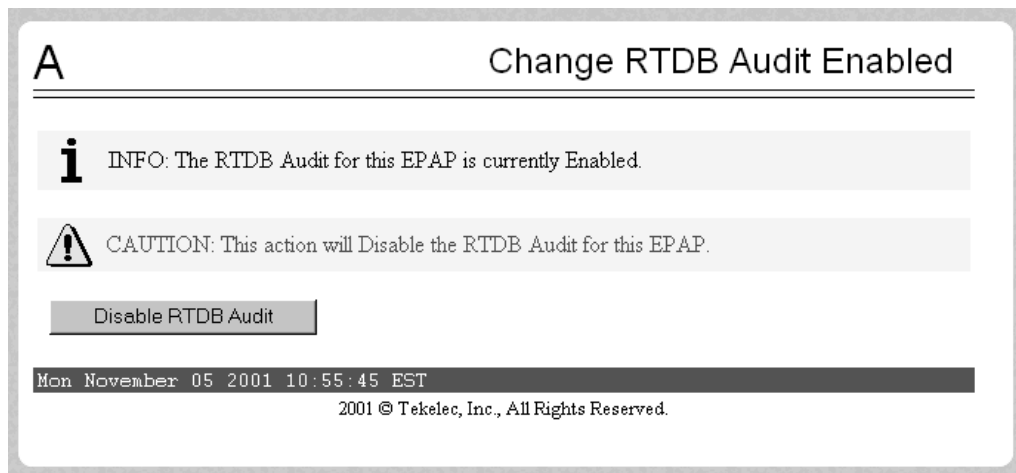 A
Change RTDB Audit Enabled
INFO: The RTDB Audit for this EPAP is currently Enabled.
CAUTION: This action will Disable the RTDB Audit for this EPAP.
Disable RTDB Audit
Mon November 05 2001 10:55:45 EST
2001 © Tekelec, Inc., All Rights Reserved.